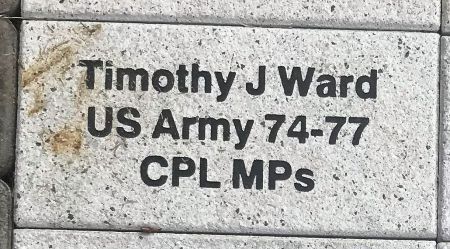 Timothy J Ward
US Army 74-77
CPL MPs